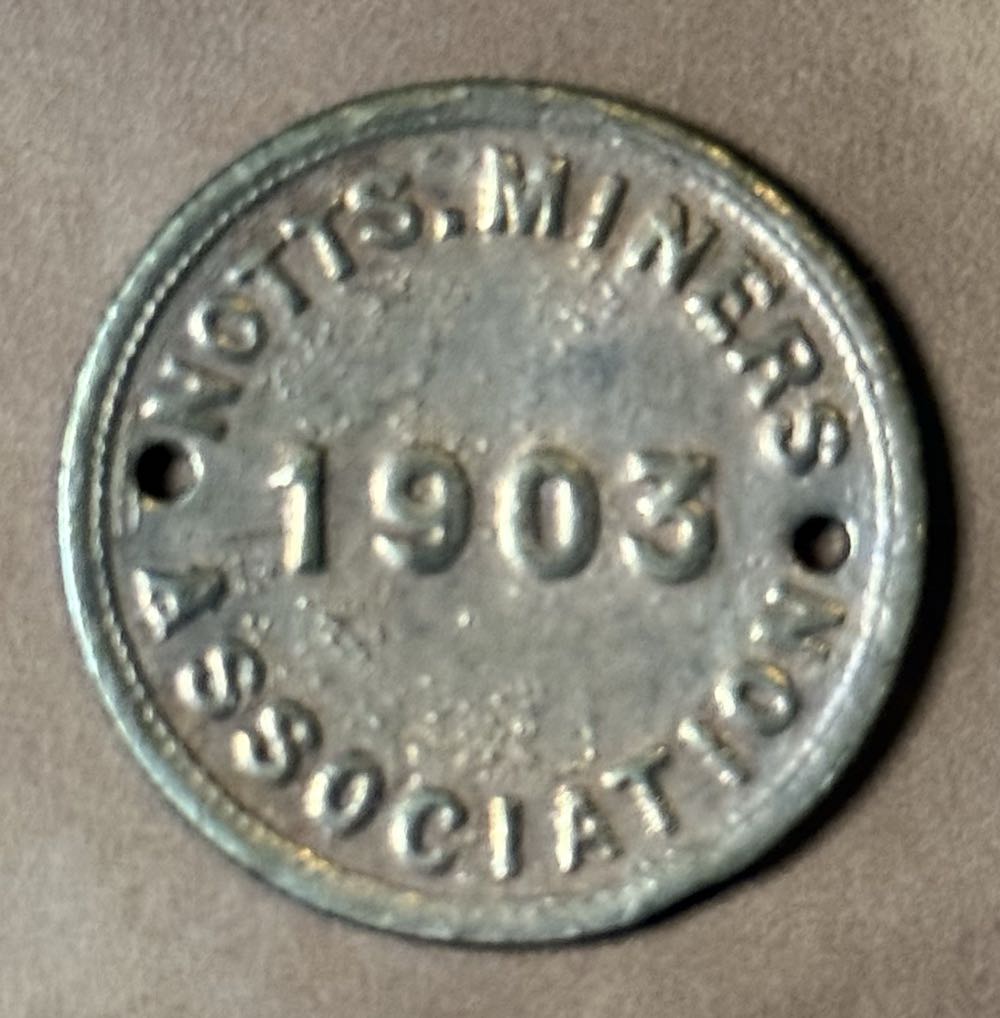 NOTTS. MINERS
1903
ASSOCIATION